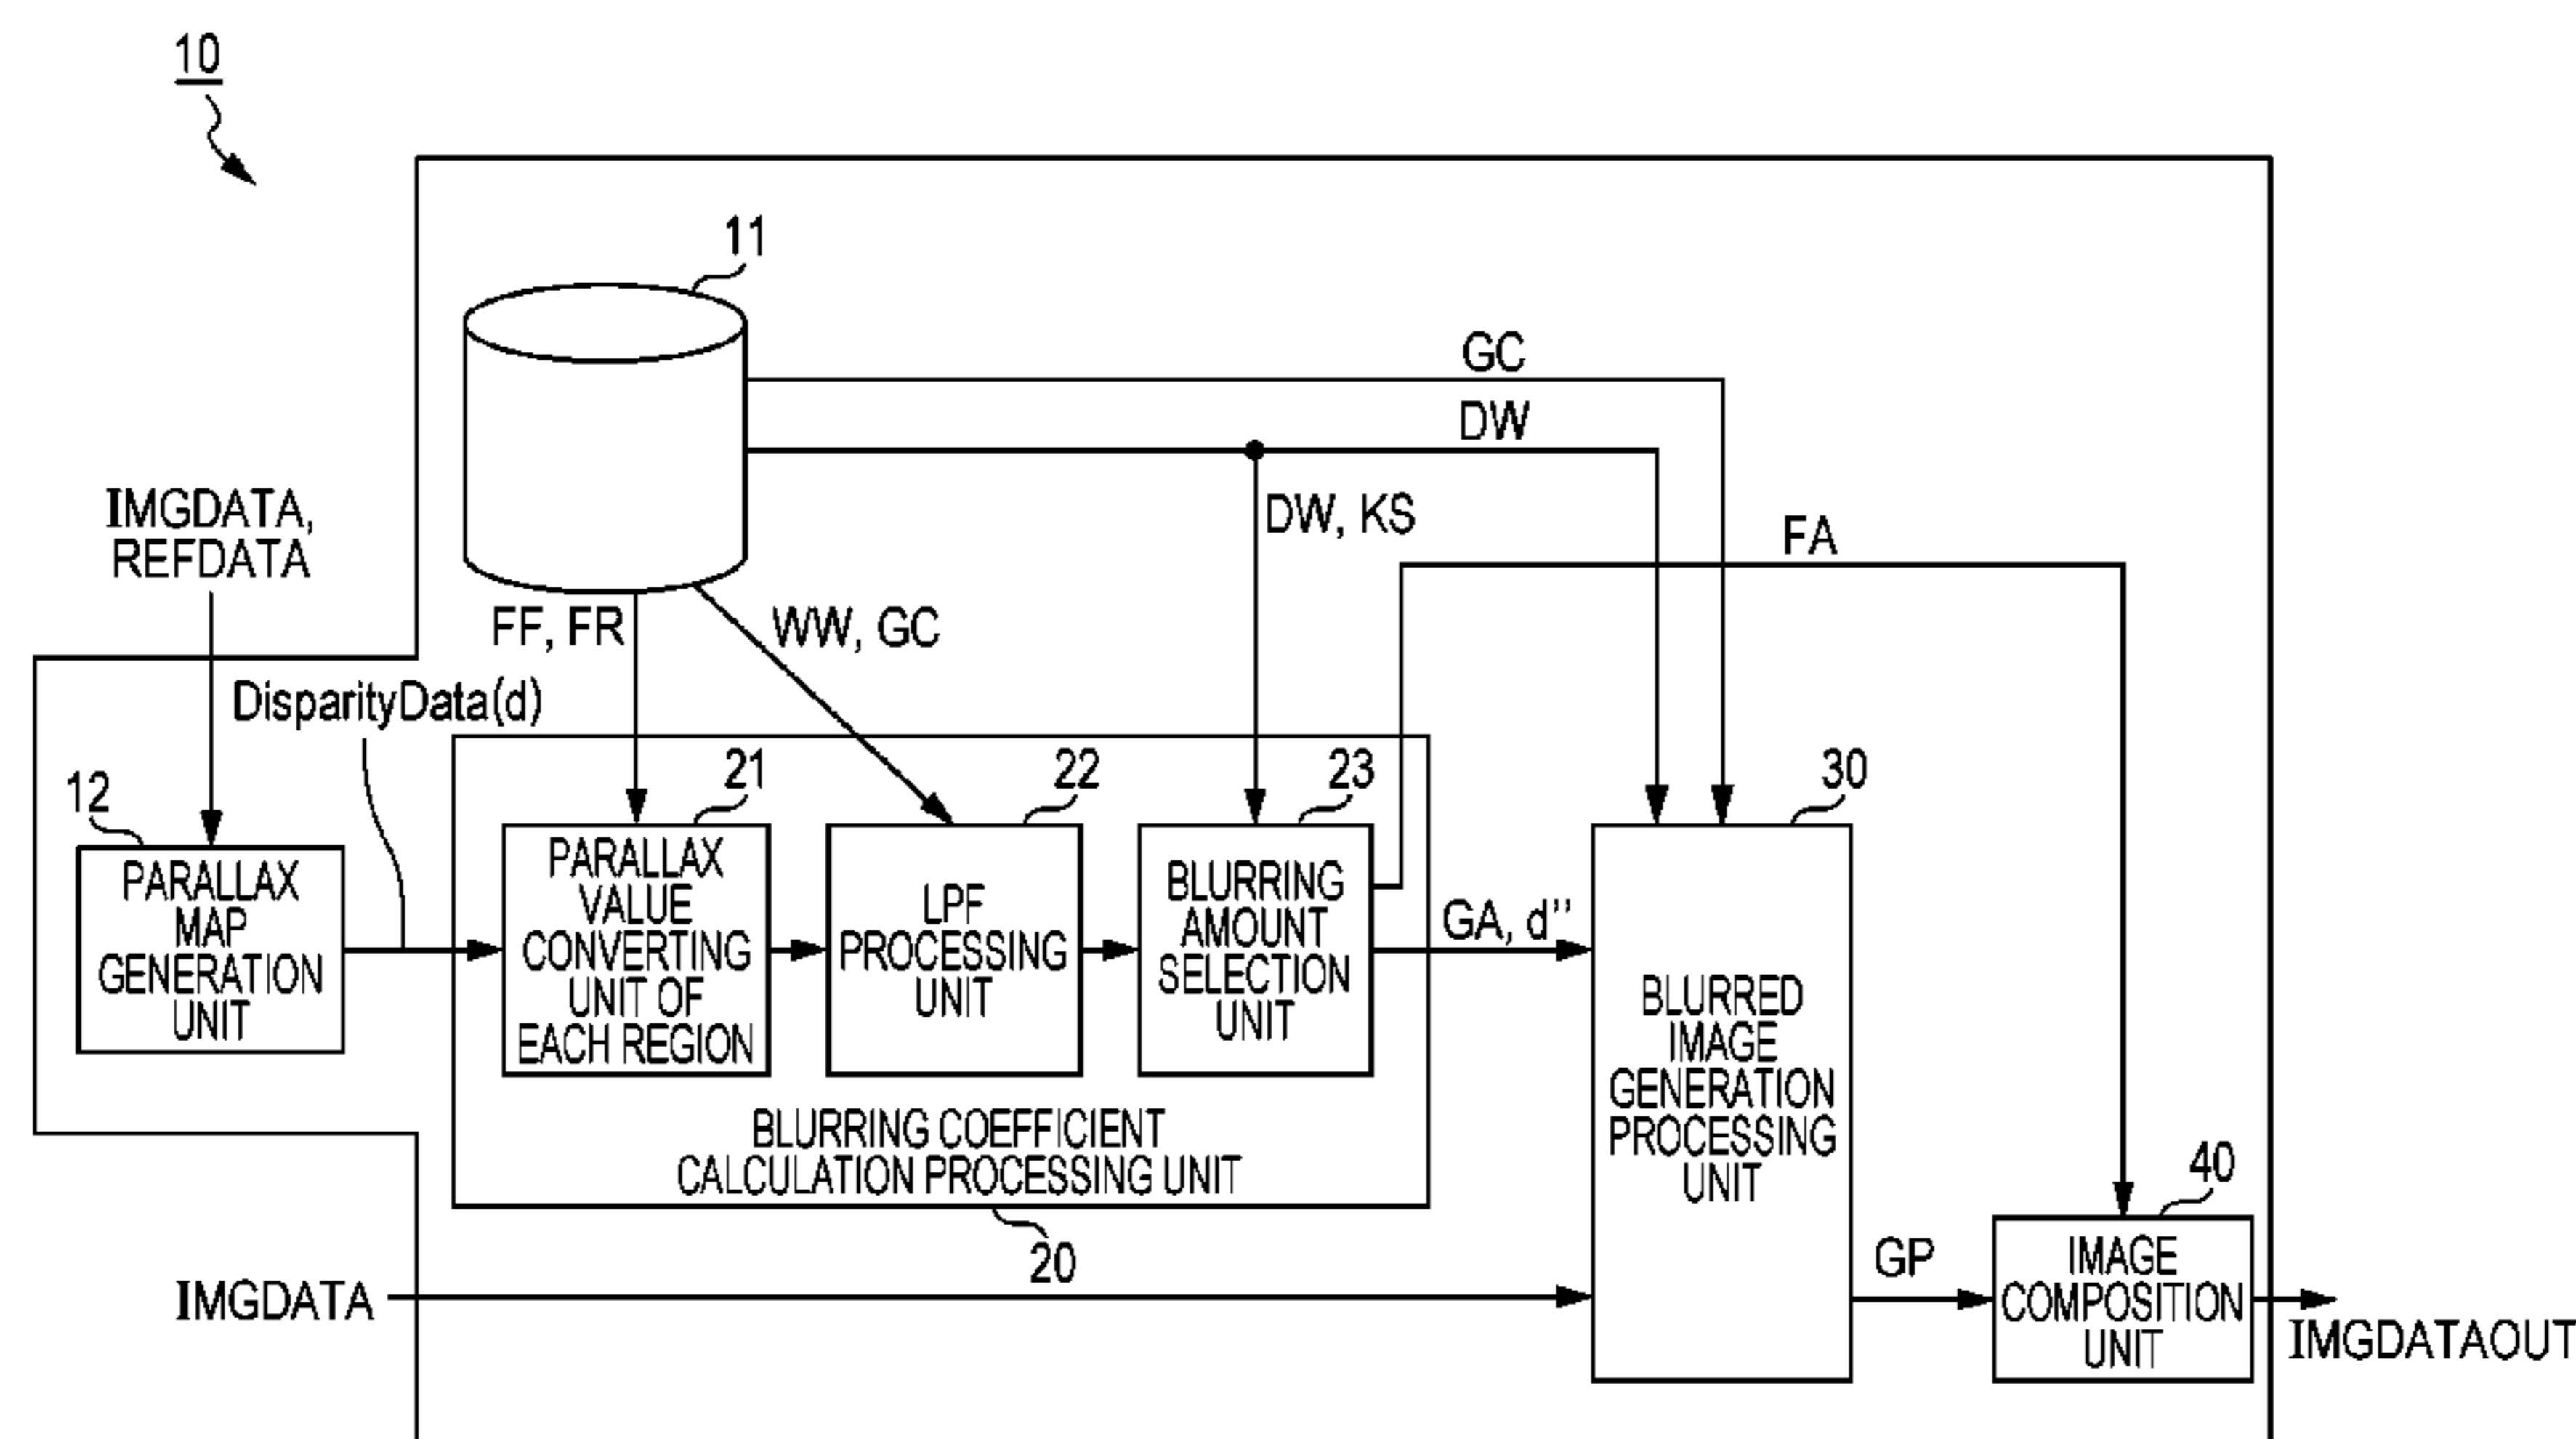 10
11
GC
DW
IMGDATA,
REFDATA
DW, KS
FA
FF, FR
WW, GC
DisparityData(d)
12
21
22
23
30
PARALLAX
MAP
GENERATION
UNIT
PARALLAX
VALUE
CONVERTING
UNIT OF
EACH REGION
LPF
PROCESSING
UNIT
BLURRING
AMOUNT
SELECTION
UNIT
GA, d''
BLURRED
IMAGE
GENERATION
PROCESSING
UNIT
BLURRING COEFFICIENT
CALCULATION PROCESSING UNIT
20
40
IMGDATA
GP
IMAGE
COMPOSITION
UNIT
IMGDATAOUT